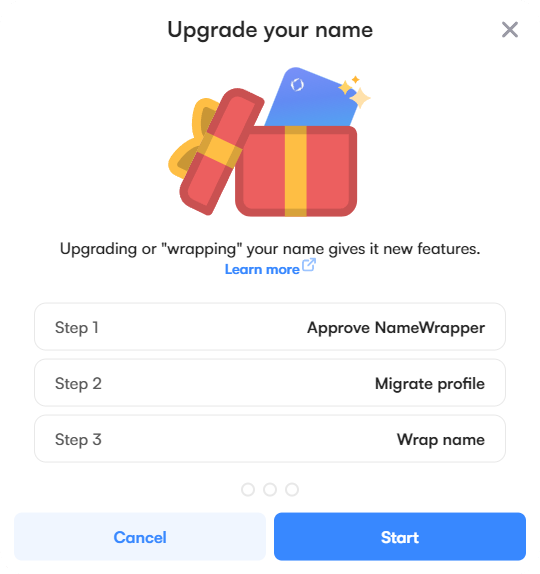 Upgrade your name
Upgrading or "wrapping" your name gives it new features.
Learn more
Step 1 Approve NameWrapper
Step 2 Migrate profile
Step 3 Wrap name
Cancel Start